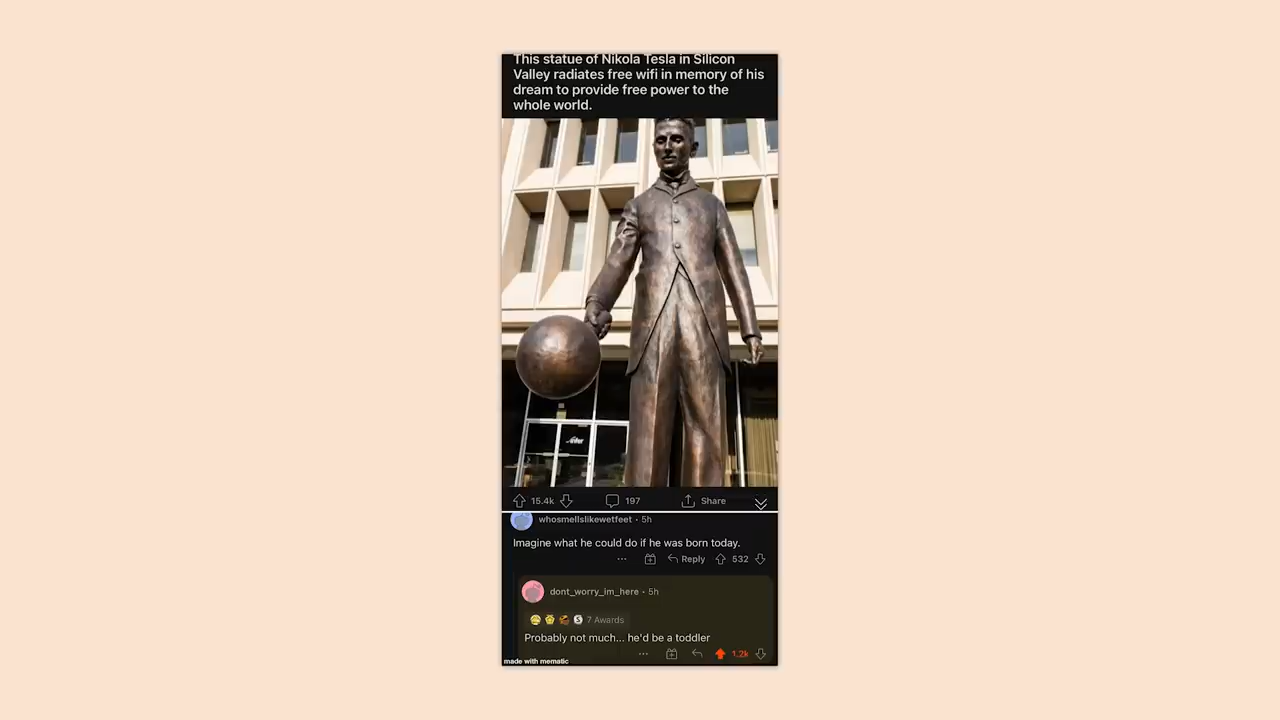 This statue of Nikola Tesla in Silicon
Valley radiates free wifi in memory of his
dream to provide free power to the
whole world.
15.4k 197 Share
whosmellslikewetfeet • 5h
Imagine what he could do if he was born today.
Reply 532
dont_worry_im_here • 5h
S 7 Awards
Probably not much... he'd be a toddler
1.2k
made with mematic